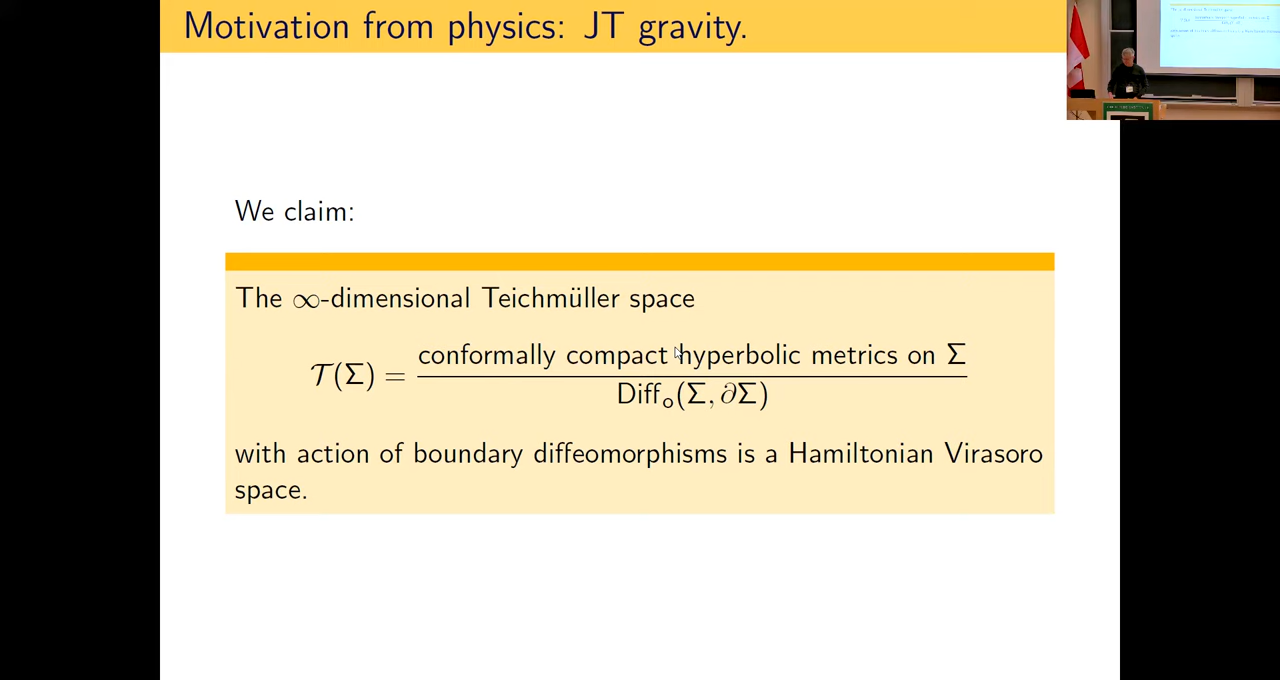 Motivation from physics: JT gravity.
We claim:
The ∞-dimensional Teichmüller space
𝒯(Σ) = conformally compact hyperbolic metrics on Σ / Diffₒ(Σ, ∂Σ)
with action of boundary diffeomorphisms is a Hamiltonian Virasoro
space.